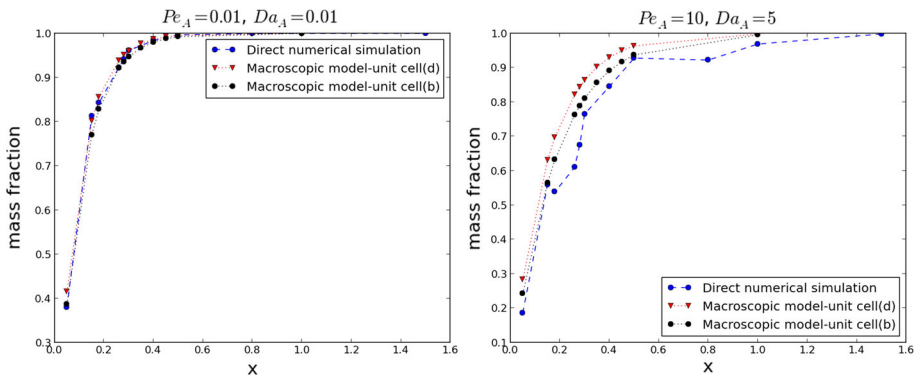 Pe_A=0.01, Da_A=0.01
1.0
0.9
0.8
0.7
0.6
0.5
0.4
0.3
mass fraction
Direct numerical simulation
Macroscopic model-unit cell(d)
Macroscopic model-unit cell(b)
0.0 0.2 0.4 0.6 0.8 1.0 1.2 1.4 1.6
x
Pe_A=10, Da_A=5
1.0
0.9
0.8
0.7
0.6
0.5
0.4
0.3
0.2
0.1
mass fraction
Direct numerical simulation
Macroscopic model-unit cell(d)
Macroscopic model-unit cell(b)
0.0 0.2 0.4 0.6 0.8 1.0 1.2 1.4 1.6
x